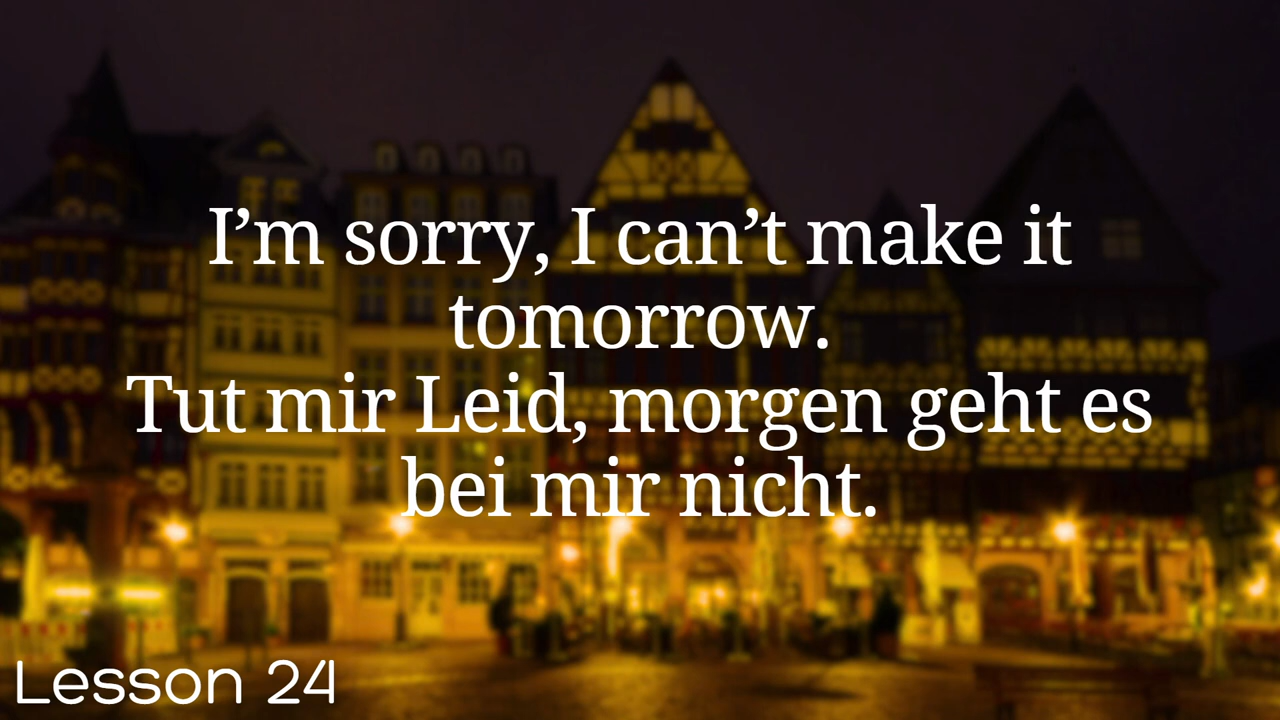 I’m sorry, I can’t make it
tomorrow.
Tut mir Leid, morgen geht es
bei mir nicht.
Lesson 24